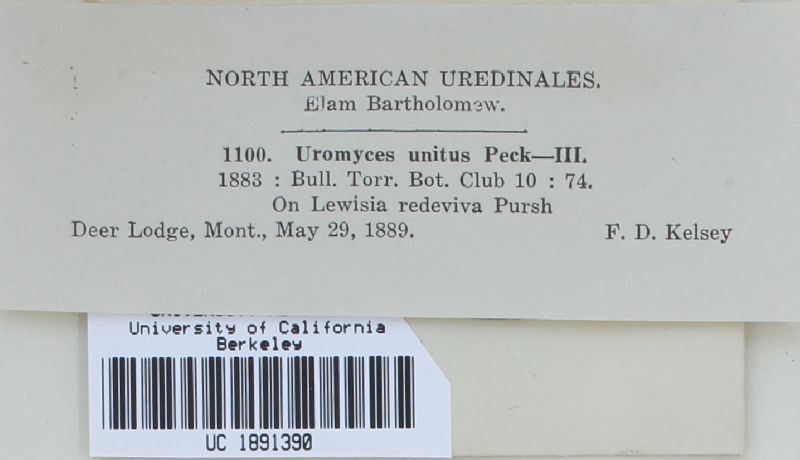 NORTH AMERICAN UREDINALES.
Elam Bartholomew.
1100. Uromyces unitus Peck—III.
1883 : Bull. Torr. Bot. Club 10 : 74.
On Lewisia redeviva Pursh
Deer Lodge, Mont., May 29, 1889. F. D. Kelsey
University of California
Berkeley
UC 1891390